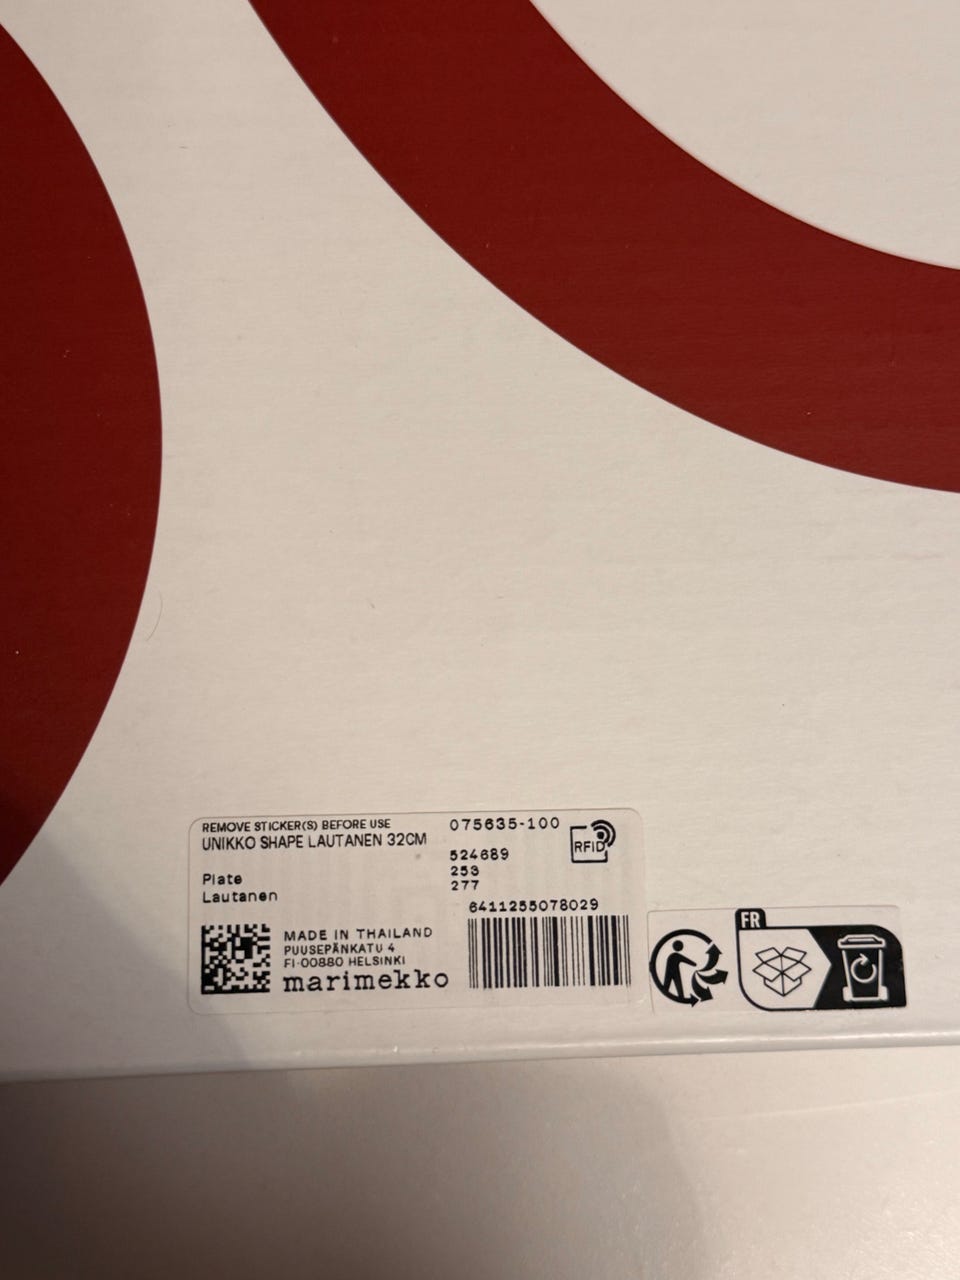 REMOVE STICKER(S) BEFORE USE
UNIKKO SHAPE LAUTANEN 32CM
Plate
Lautanen
075635-100
524689
253
277
RFID
6411255078029
MADE IN THAILAND
PUUSEPÄNKATU 4
FI-00880 HELSINKI
marimekko
FR